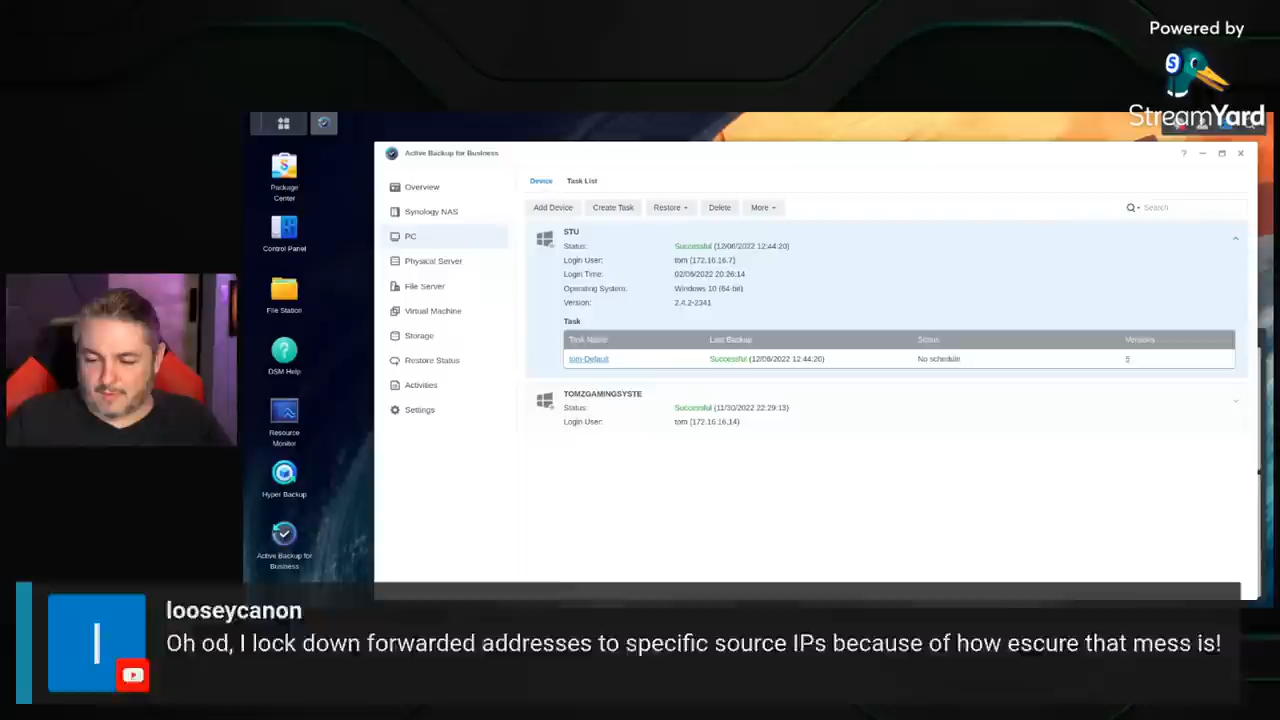 Powered by
StreamYard
Active Backup for Business
Package
Center
Control Panel
File Station
DSM Help
Resource
Monitor
Hyper Backup
Active Backup for
Business
Overview
Synology NAS
PC
Physical Server
File Server
Virtual Machine
Storage
Restore Status
Activities
Settings
Device Task List
Add Device Create Task Restore Delete More Search
STU
Status: Successful (12/06/2022 12:44:20)
Login User: tom (172.16.16.7)
Login Time: 02/06/2022 20:26:14
Operating System: Windows 10 (64-bit)
Version: 2.4.2-2341
Task
Task Name Last Backup Status Versions
tom-Default Successful (12/06/2022 12:44:20) No schedule 5
TOMZGAMINGSYSTE
Status: Successful (11/30/2022 22:29:13)
Login User: tom (172.16.16.14)
looseycanon
Oh od, I lock down forwarded addresses to specific source IPs because of how escure that mess is!